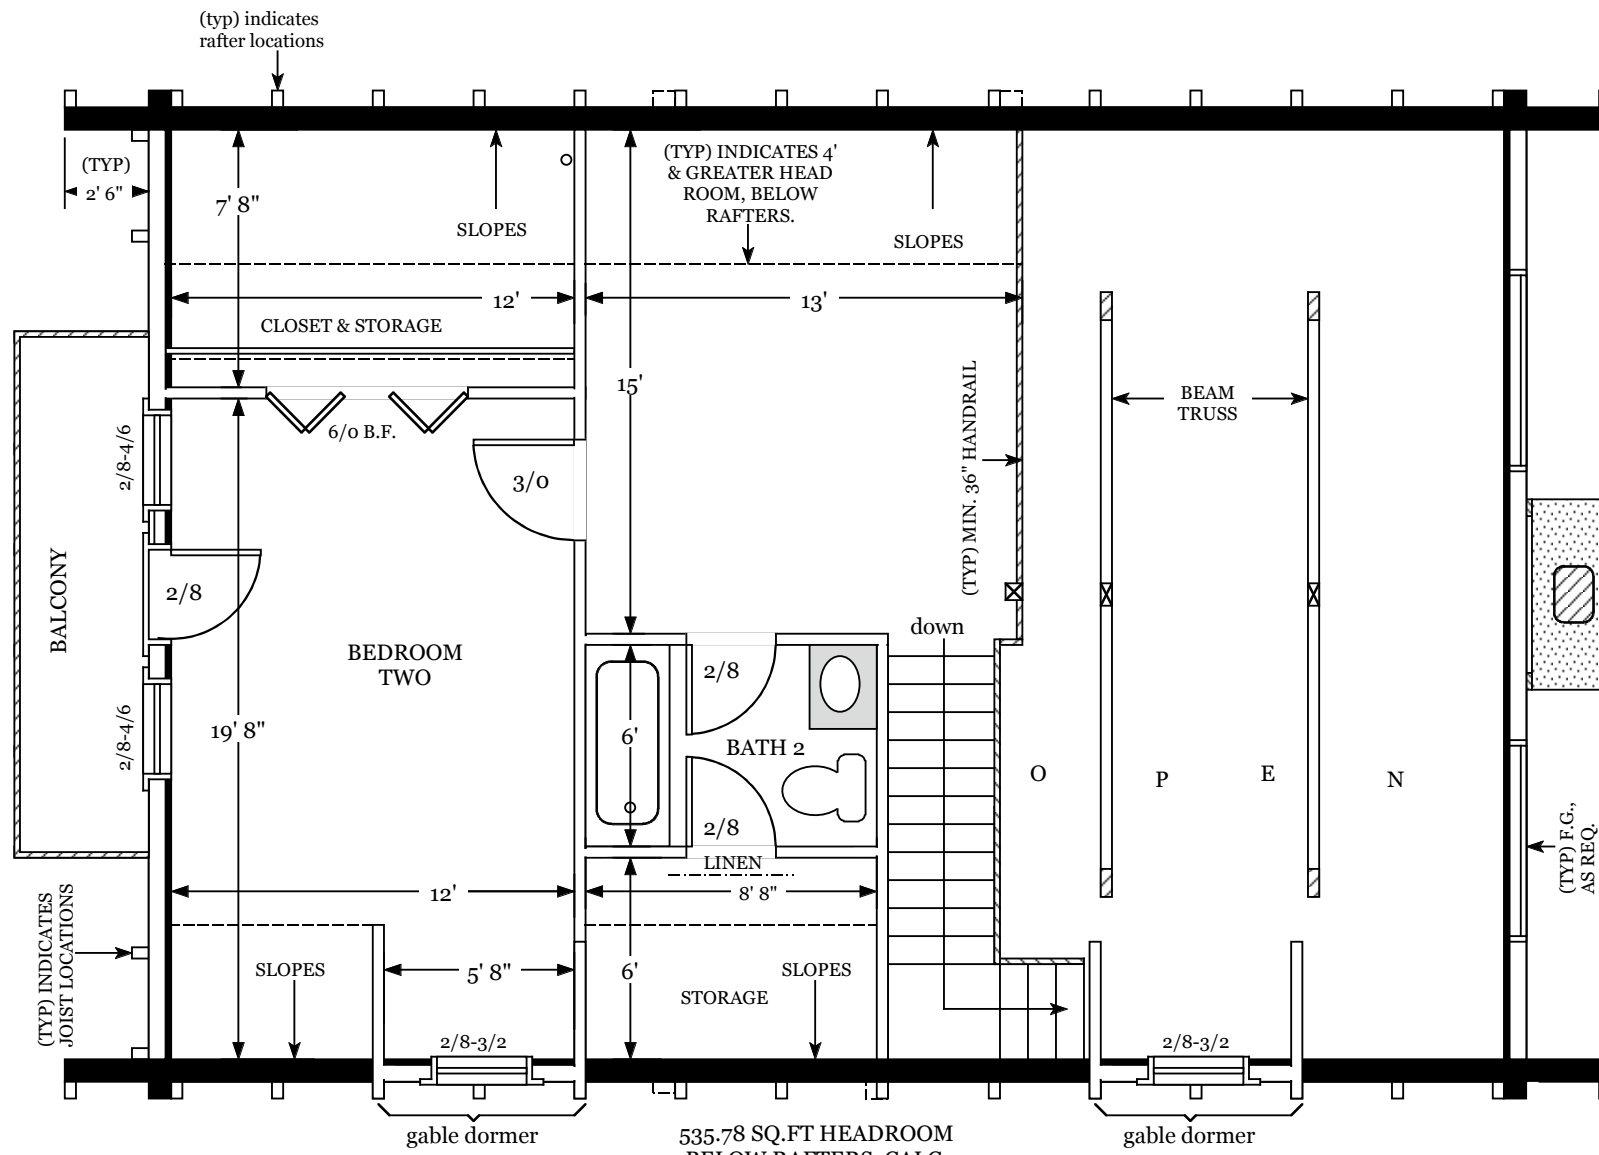 (typ) indicates
rafter locations
(TYP)
2' 6"
7' 8"
SLOPES
(TYP) INDICATES 4'
& GREATER HEAD
ROOM, BELOW
RAFTERS.
SLOPES
12'
13'
CLOSET & STORAGE
15'
BEAM
TRUSS
6/0 B.F.
2/8-4/6
3/0
(TYP) MIN. 36" HANDRAIL
BALCONY
2/8
down
BEDROOM
TWO
2/8
2/8-4/6
19' 8"
6'
BATH 2
O P E N
2/8
LINEN
(TYP) F.G.,
AS REQ.
12'
8' 8"
(TYP) INDICATES
JOIST LOCATIONS
SLOPES
5' 8"
6'
SLOPES
STORAGE
2/8-3/2
2/8-3/2
gable dormer
535.78 SQ.FT HEADROOM
BELOW RAFTERS, CALC
gable dormer